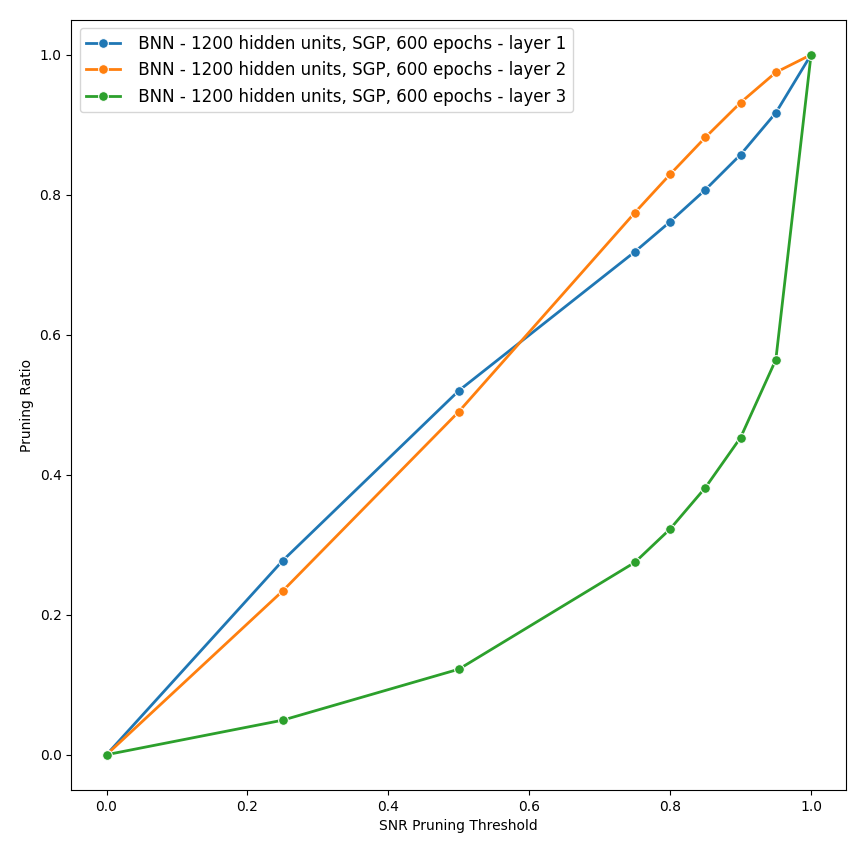 BNN - 1200 hidden units, SGP, 600 epochs - layer 1
BNN - 1200 hidden units, SGP, 600 epochs - layer 2
BNN - 1200 hidden units, SGP, 600 epochs - layer 3
1.0
0.8
0.6
0.4
0.2
0.0
Pruning Ratio
0.0 0.2 0.4 0.6 0.8 1.0
SNR Pruning Threshold